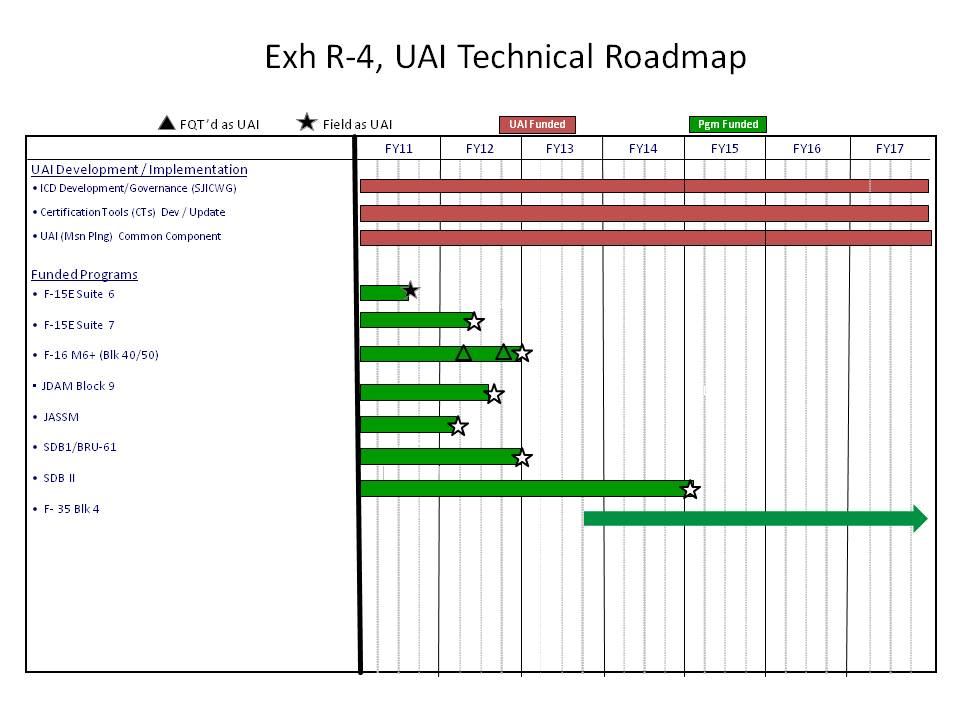 Exh R-4, UAI Technical Roadmap
FQT'd as UAI Field as UAI UAI Funded Pgm Funded
FY11 FY12 FY13 FY14 FY15 FY16 FY17
UAI Development / Implementation
• ICD Development/Governance (SJICWG)
• Certification Tools (CTs) Dev / Update
• UAI (Msn Plng) Common Component
Funded Programs
• F-15E Suite 6
• F-15E Suite 7
• F-16 M6+ (Blk 40/50)
• JDAM Block 9
• JASSM
• SDB1/BRU-61
• SDB II
• F- 35 Blk 4